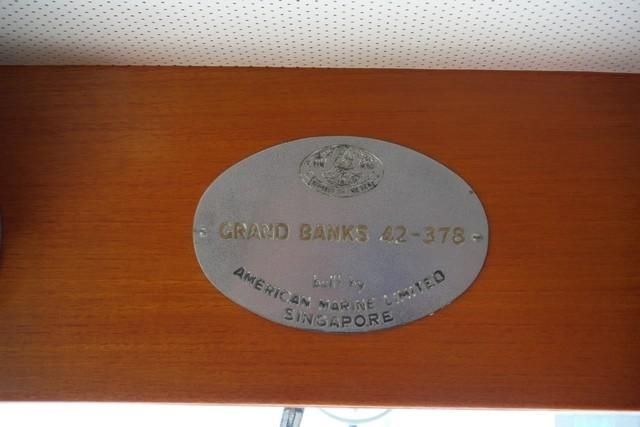 GRAND BANKS 42-378
built by
AMERICAN MARINE LIMITED
SINGAPORE